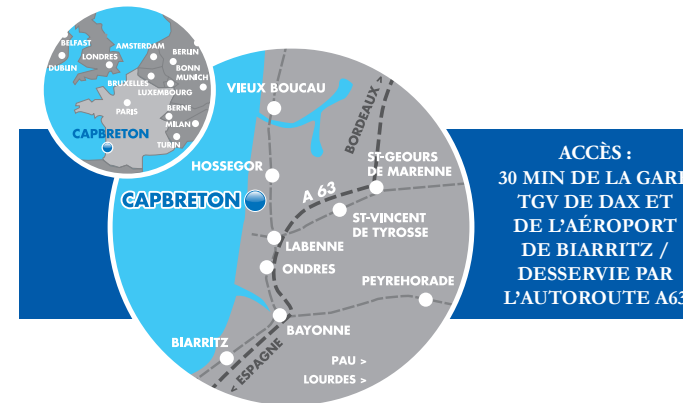 BELFAST
DUBLIN
LONDRES
AMSTERDAM
BERLIN
BONN
MUNICH
BRUXELLES
LUXEMBOURG
PARIS
BERNE
MILAN
TURIN
CAPBRETON
VIEUX BOUCAU
BORDEAUX >
HOSSEGOR
ST-GEOURS
DE MARENNE
CAPBRETON
A 63
ST-VINCENT
DE TYROSSE
LABENNE
ONDRES
PEYREHORADE
BAYONNE
BIARRITZ
< ESPAGNE
PAU >
LOURDES >
ACCÈS :
30 MIN DE LA GARE
TGV DE DAX ET
DE L'AÉROPORT
DE BIARRITZ /
DESSERVIE PAR
L'AUTOROUTE A63